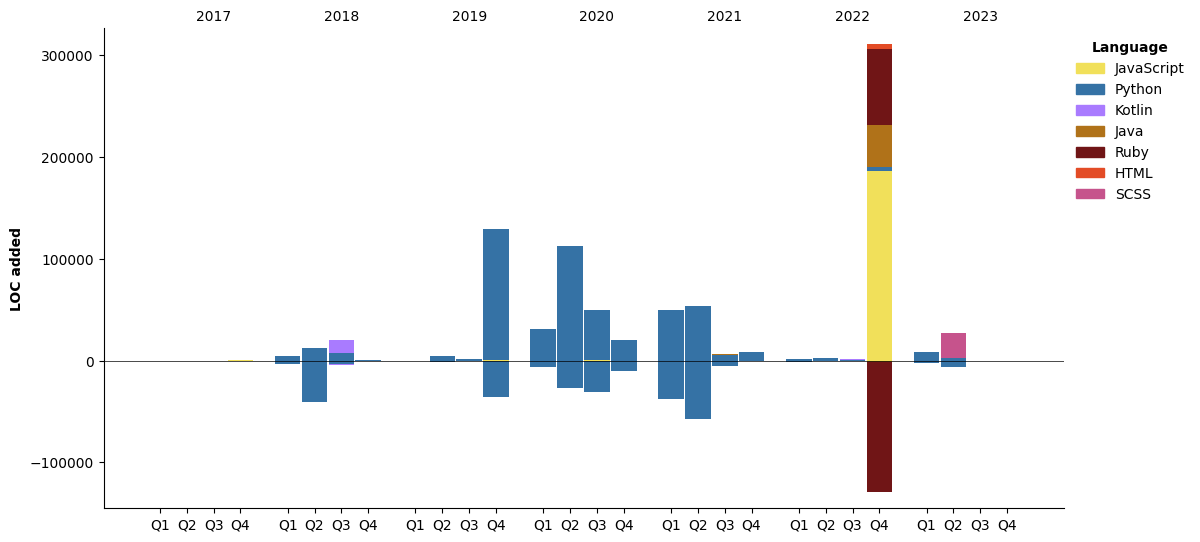 2017 2018 2019 2020 2021 2022 2023
Language
JavaScript
Python
Kotlin
Java
Ruby
HTML
SCSS
LOC added
300000
200000
100000
0
−100000
Q1 Q2 Q3 Q4 Q1 Q2 Q3 Q4 Q1 Q2 Q3 Q4 Q1 Q2 Q3 Q4 Q1 Q2 Q3 Q4 Q1 Q2 Q3 Q4 Q1 Q2 Q3 Q4